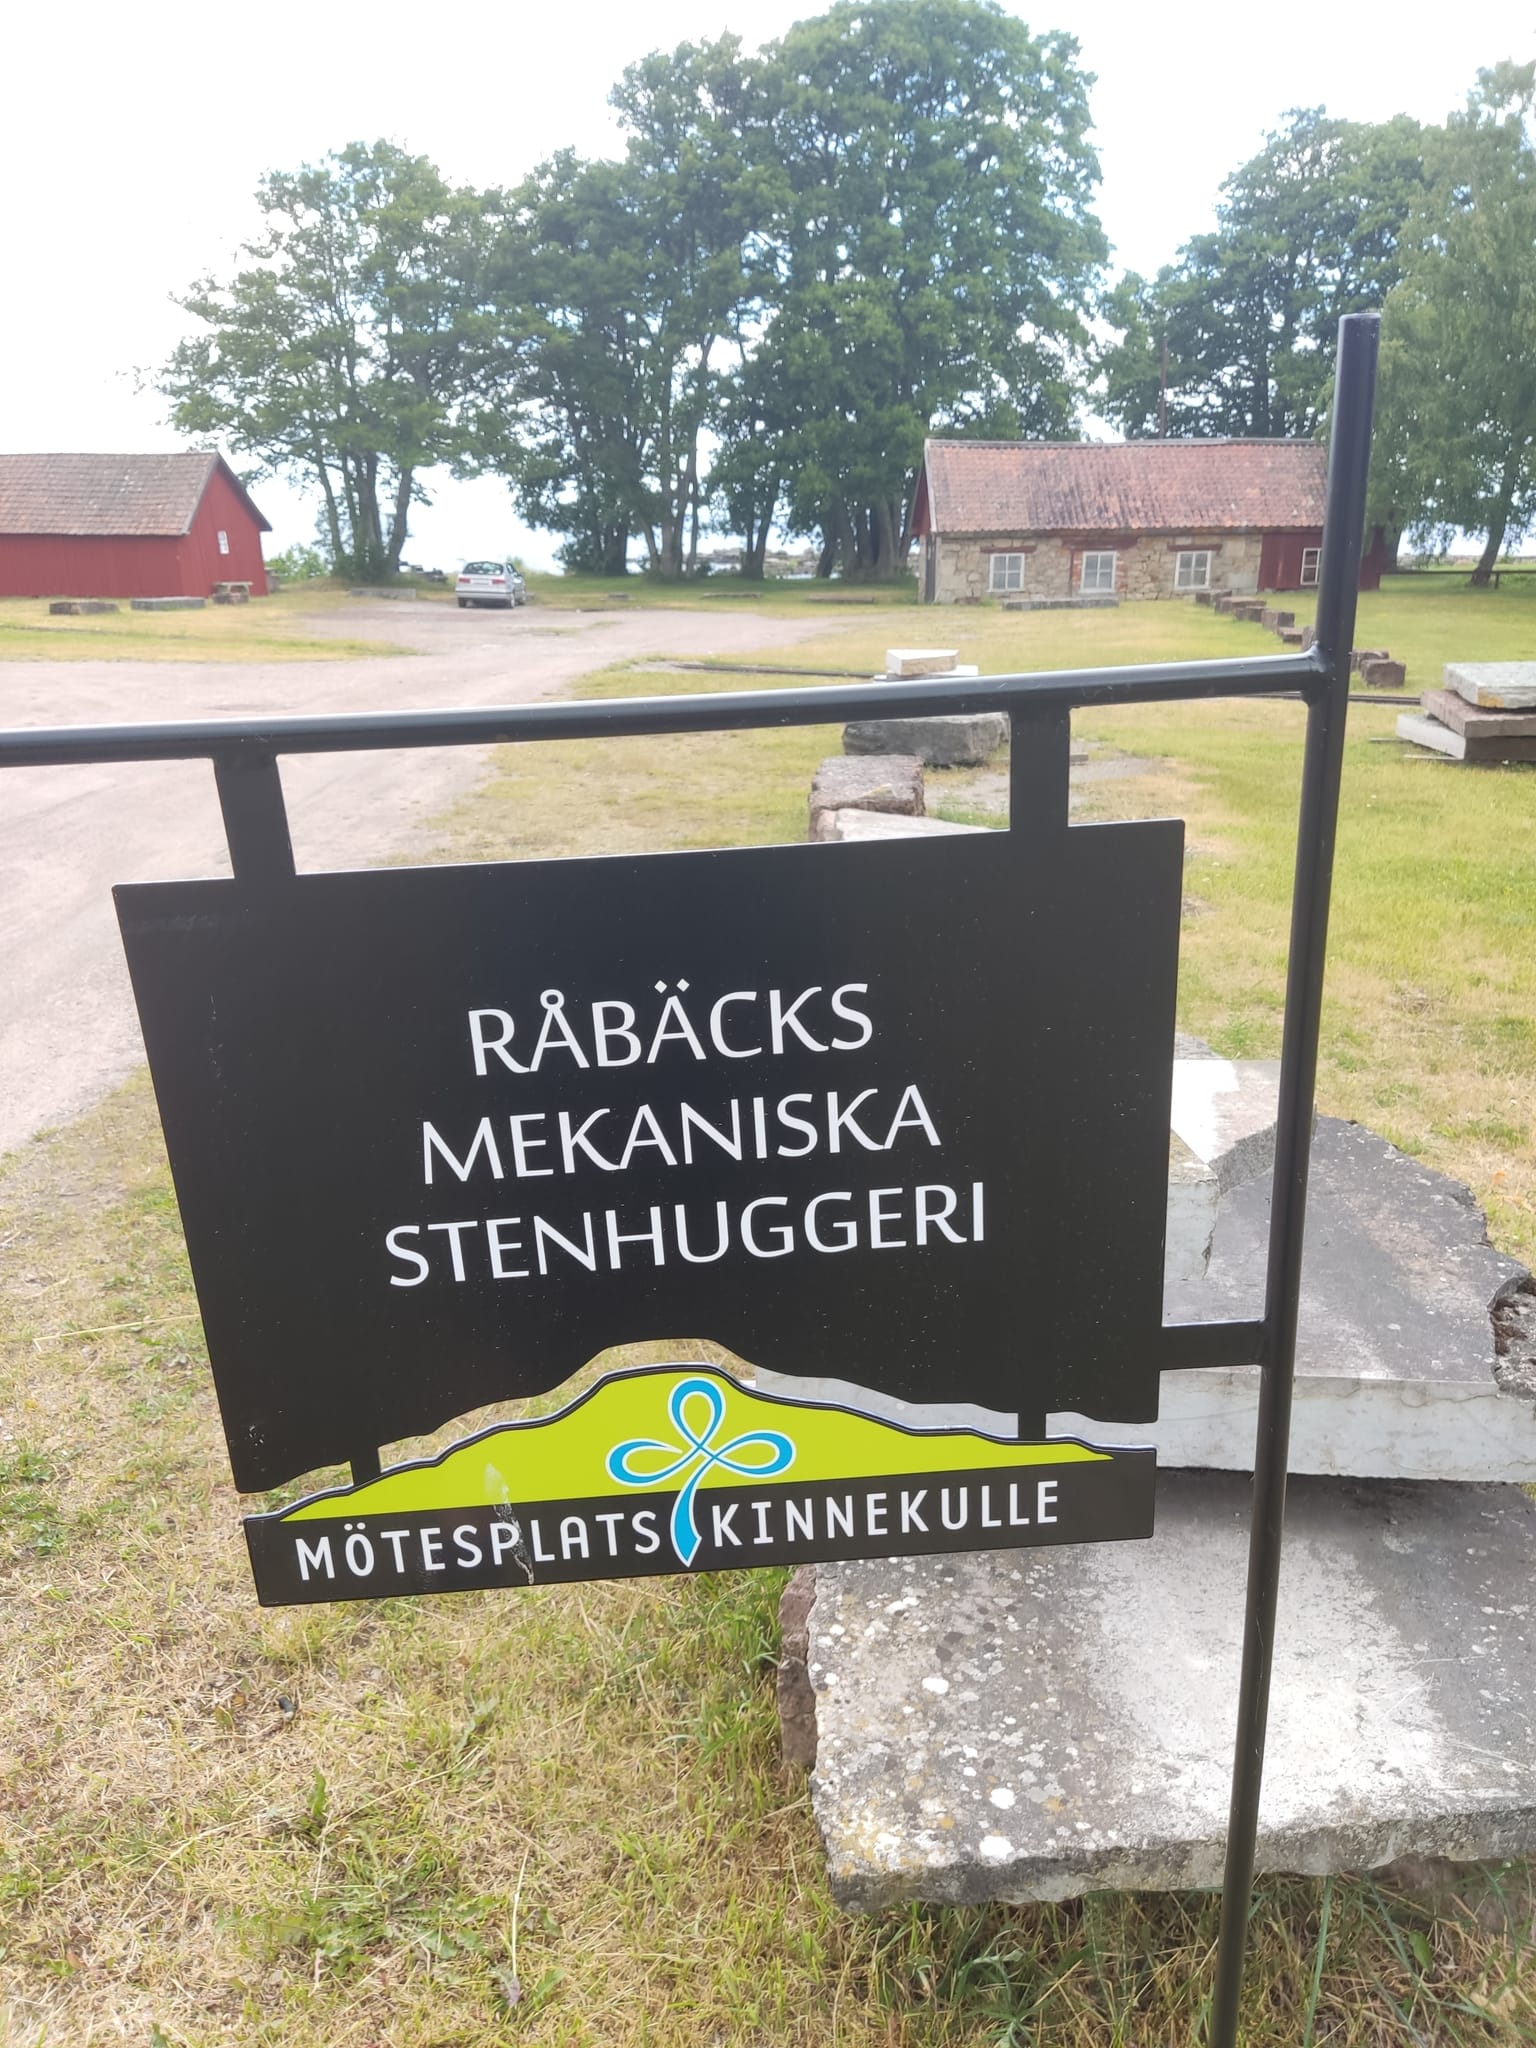 RÅBÄCKS
MEKANISKA
STENHUGGERI
MÖTESPLATS KINNEKULLE